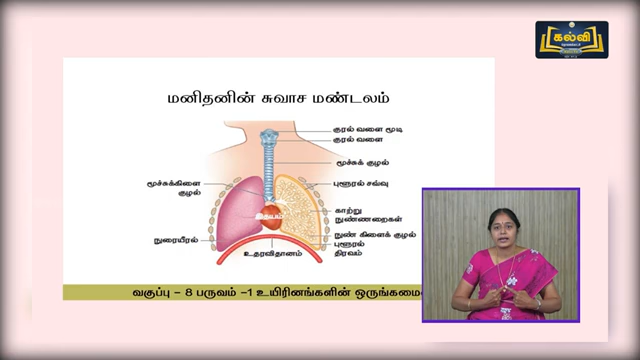 கல்வி
மனிதனின் சுவாச மண்டலம்
குரல் வளை மூடி
குரல் வளை
மூச்சுக் குழல்
மூச்சுக்கிளை
குழல்
புளூரல் சவ்வு
காற்று
நுண்ணறைகள்
இதயம்
நுரையீரல்
நுண் கிளைக் குழல்
புளூரல்
திரவம்
உதரவிதானம்
வகுப்பு – 8 பருவம் –1 உயிரினங்களின் ஒருங்கமை